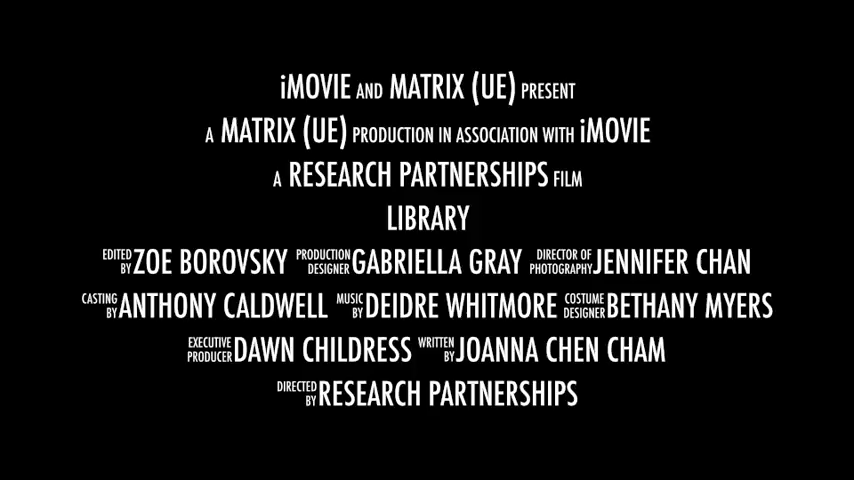 iMOVIE AND MATRIX (UE) PRESENT
A MATRIX (UE) PRODUCTION IN ASSOCIATION WITH iMOVIE
A RESEARCH PARTNERSHIPS FILM
LIBRARY
EDITED BY ZOE BOROVSKY PRODUCTION DESIGNER GABRIELLA GRAY DIRECTOR OF PHOTOGRAPHY JENNIFER CHAN
CASTING BY ANTHONY CALDWELL MUSIC BY DEIDRE WHITMORE COSTUME DESIGNER BETHANY MYERS
EXECUTIVE PRODUCER DAWN CHILDRESS WRITTEN BY JOANNA CHEN CHAM
DIRECTED BY RESEARCH PARTNERSHIPS